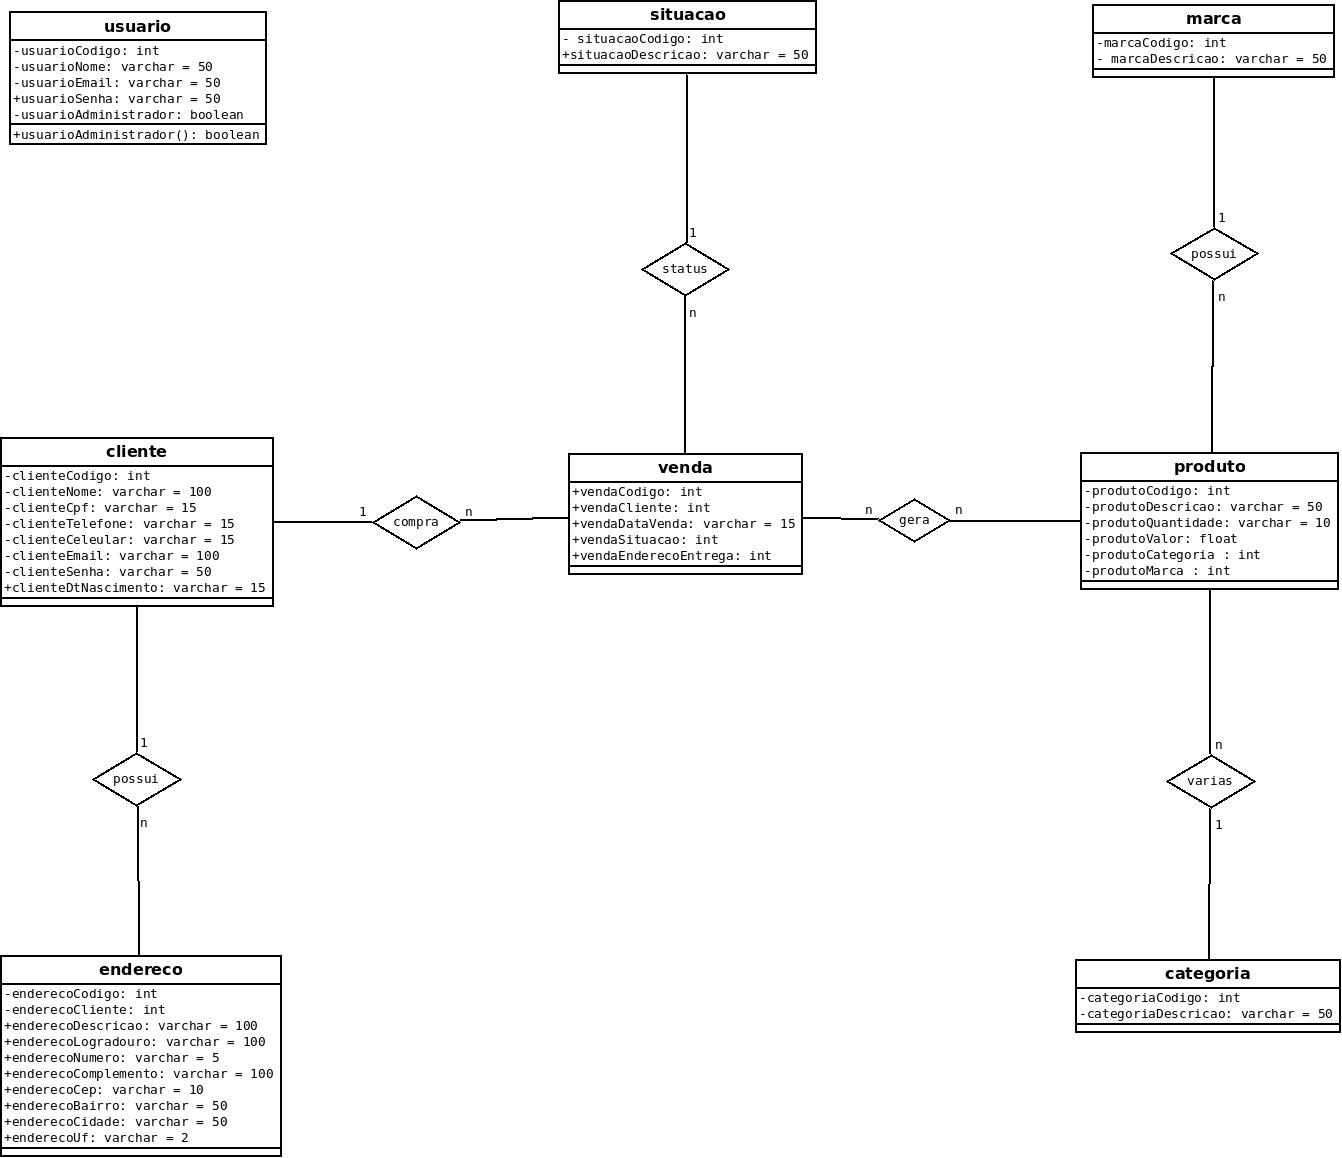 usuario
-usuarioCodigo: int
-usuarioNome: varchar = 50
-usuarioEmail: varchar = 50
+usuarioSenha: varchar = 50
-usuarioAdministrador: boolean
+usuarioAdministrador(): boolean
situacao
- situacaoCodigo: int
+situacaoDescricao: varchar = 50
marca
-marcaCodigo: int
- marcaDescricao: varchar = 50
1
status
n
1
possui
n
cliente
-clienteCodigo: int
-clienteNome: varchar = 100
-clienteCpf: varchar = 15
-clienteTelefone: varchar = 15
-clienteCeleular: varchar = 15
-clienteEmail: varchar = 100
-clienteSenha: varchar = 50
+clienteDtNascimento: varchar = 15
1
compra
n
venda
+vendaCodigo: int
+vendaCliente: int
+vendaDataVenda: varchar = 15
+vendaSituacao: int
+vendaEnderecoEntrega: int
n
gera
n
produto
-produtoCodigo: int
-produtoDescricao: varchar = 50
-produtoQuantidade: varchar = 10
-produtoValor: float
-produtoCategoria : int
-produtoMarca : int
1
possui
n
n
varias
1
endereco
-enderecoCodigo: int
-enderecoCliente: int
+enderecoDescricao: varchar = 100
+enderecoLogradouro: varchar = 100
+enderecoNumero: varchar = 5
+enderecoComplemento: varchar = 100
+enderecoCep: varchar = 10
+enderecoBairro: varchar = 50
+enderecoCidade: varchar = 50
+enderecoUf: varchar = 2
categoria
-categoriaCodigo: int
-categoriaDescricao: varchar = 50